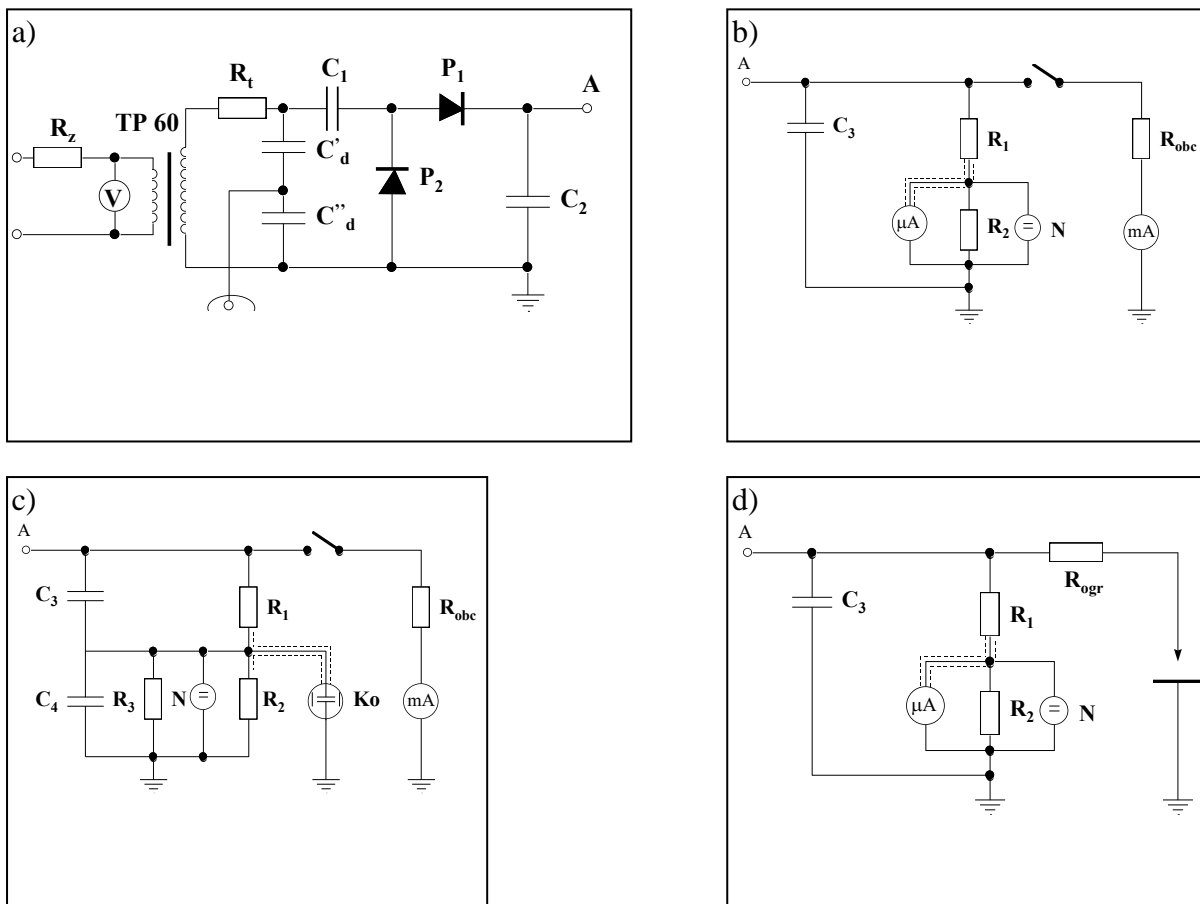 a)
R_t
C_1
P_1
A
R_z
TP 60
V
C'_d
C''_d
P_2
C_2
b)
A
C_3
R_1
R_obc
μA
R_2
=
N
mA
c)
A
C_3
R_1
R_obc
C_4
R_3
N
=
R_2
Ko
mA
d)
A
R_ogr
C_3
R_1
μA
R_2
=
N